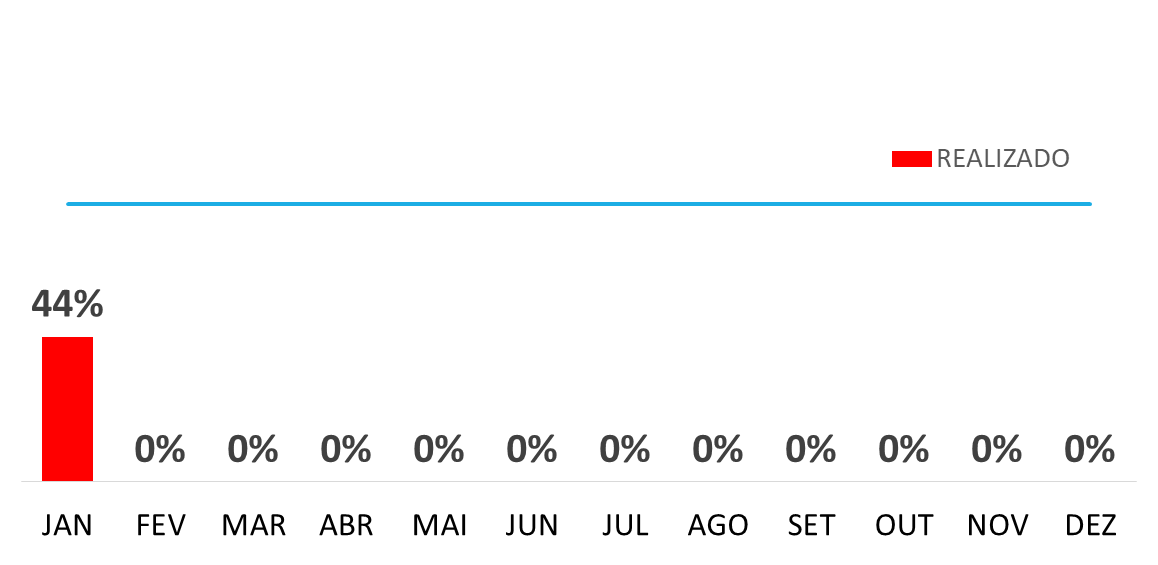 REALIZADO
44%
0% 0% 0% 0% 0% 0% 0% 0% 0% 0% 0%
JAN FEV MAR ABR MAI JUN JUL AGO SET OUT NOV DEZ